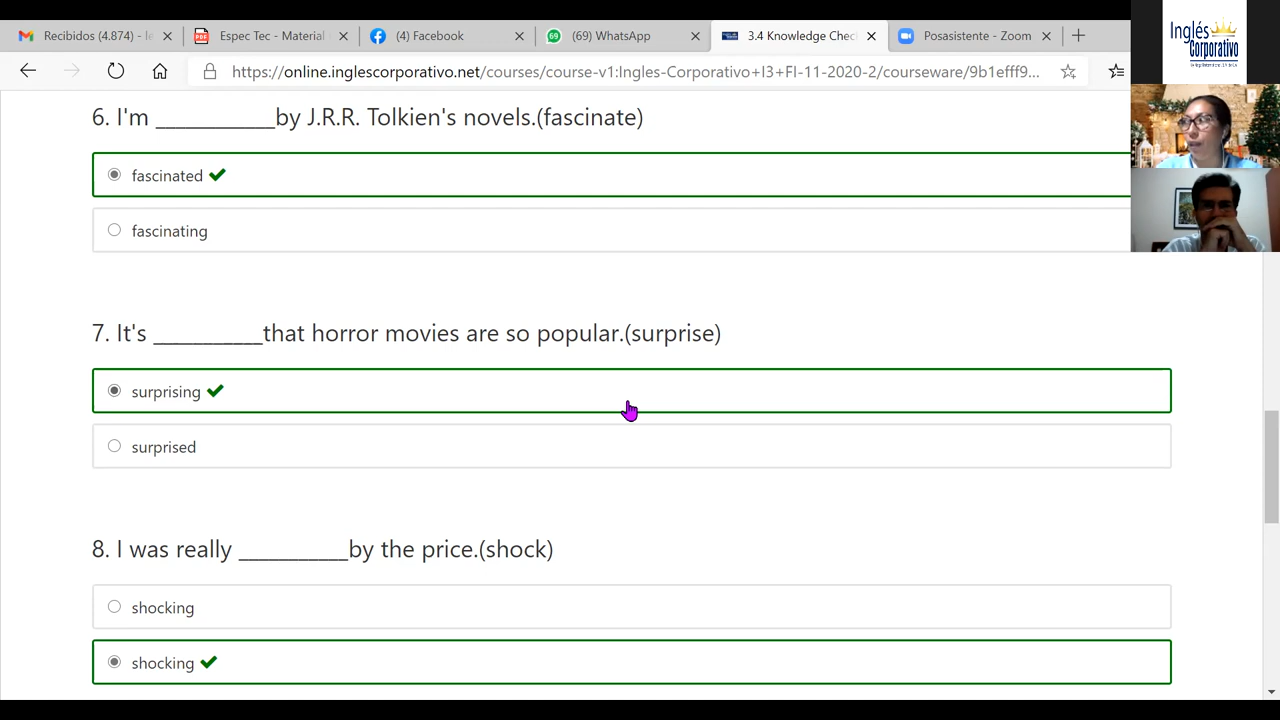 Recibidos (4.874) - le
Espec Tec - Material
(4) Facebook
(69) WhatsApp
3.4 Knowledge Chec
Posasistente - Zoom
https://online.inglescorporativo.net/courses/course-v1:Ingles-Corporativo+I3+FI-11-2020-2/courseware/9b1efff9...
Inglés
Corporativo
6. I'm ____________by J.R.R. Tolkien's novels.(fascinate)
fascinated
fascinating
7. It's ___________that horror movies are so popular.(surprise)
surprising
surprised
8. I was really ___________by the price.(shock)
shocking
shocking